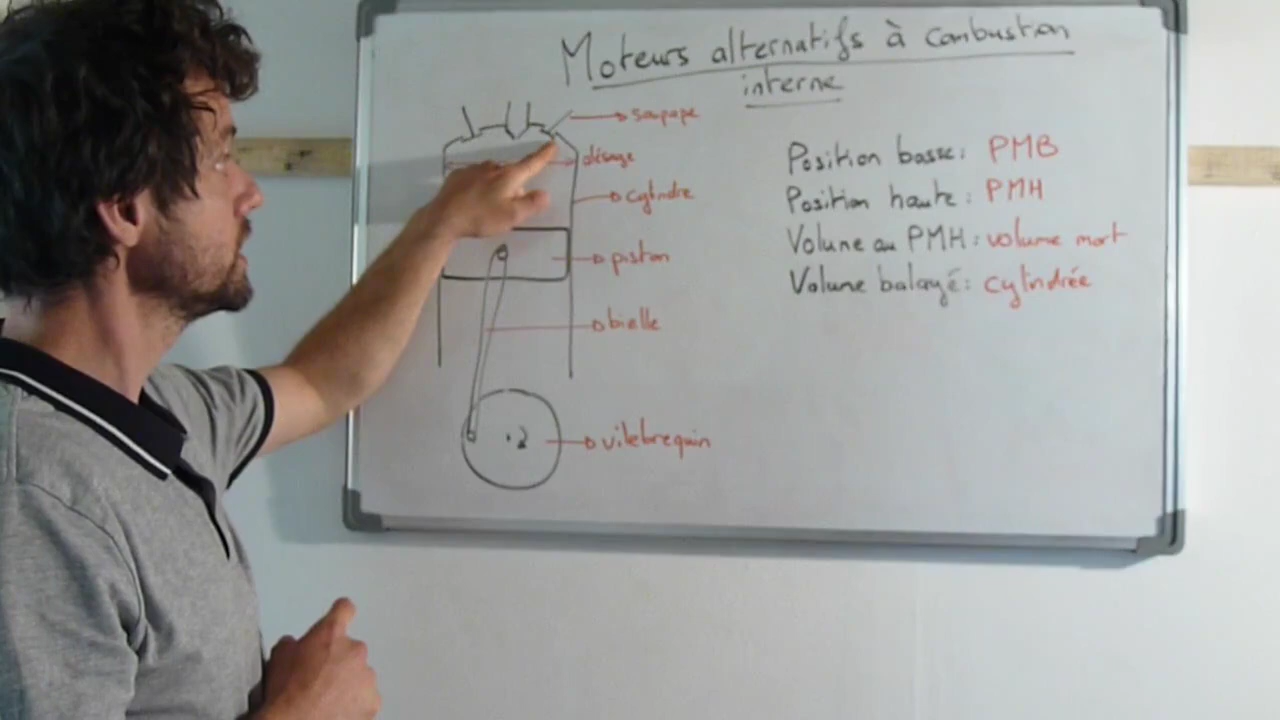 Moteurs alternatifs à combustion
interne
soupape
alésage
cylindre
piston
bielle
vilebrequin
Position basse: PMB
Position haute: PMH
Volume au PMH: volume mort
Volume balayé: cylindrée